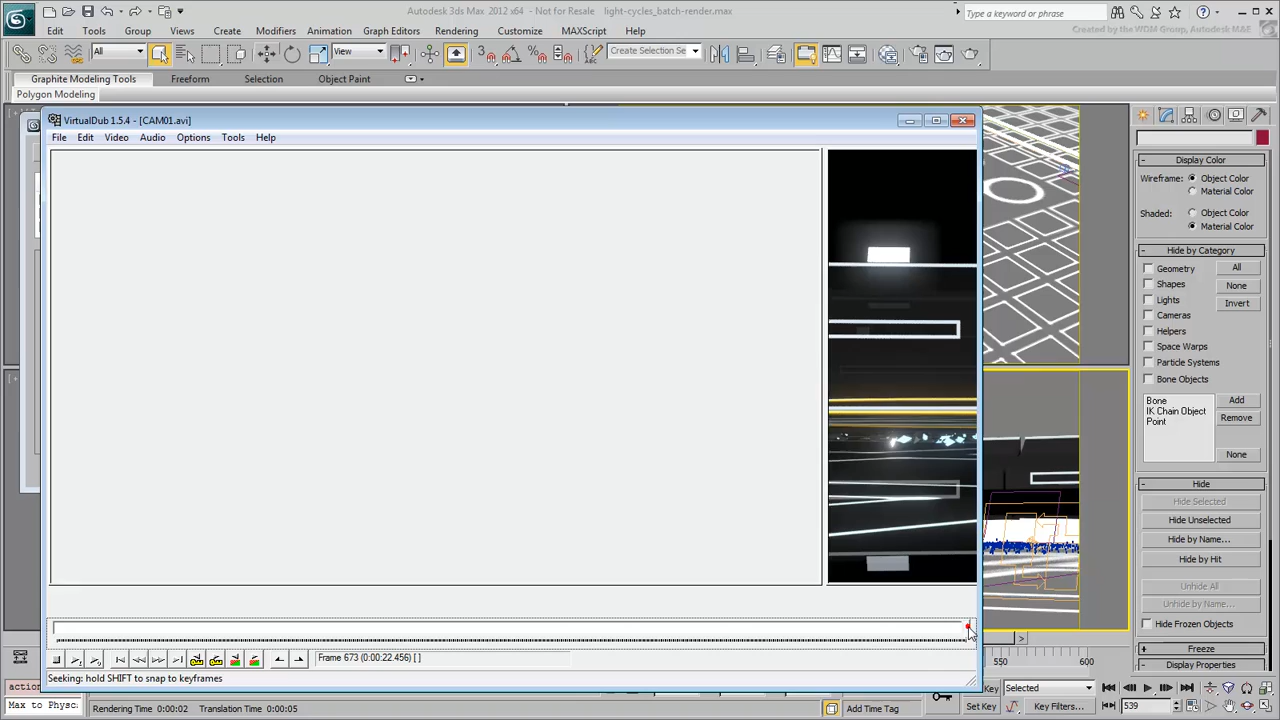 Autodesk 3ds Max 2012 x64 - Not for Resale light-cycles_batch-render.max
Type a keyword or phrase
Edit Tools Group Views Create Modifiers Animation Graph Editors Rendering Customize MAXScript Help
Created by the WDM Group, Autodesk M&E
All View Create Selection Se
Graphite Modeling Tools Freeform Selection Object Paint
Polygon Modeling
VirtualDub 1.5.4 - [CAM01.avi]
File Edit Video Audio Options Tools Help
Frame 673 (0:00:22.456) [ ]
Seeking: hold SHIFT to snap to keyframes
Display Color
Wireframe: Object Color
Material Color
Shaded: Object Color
Material Color
Hide by Category
Geometry All
Shapes None
Lights Invert
Cameras
Helpers
Space Warps
Particle Systems
Bone Objects
Bone Add
IK Chain Object Remove
Point
None
Hide
Hide Selected
Hide Unselected
Hide by Name...
Hide by Hit
Unhide All
Unhide by Name...
Hide Frozen Objects
Freeze
Display Properties
550 600
Key Selected
Set Key Key Filters... 539
action
Max to Physc
Rendering Time 0:00:02 Translation Time 0:00:05 Add Time Tag